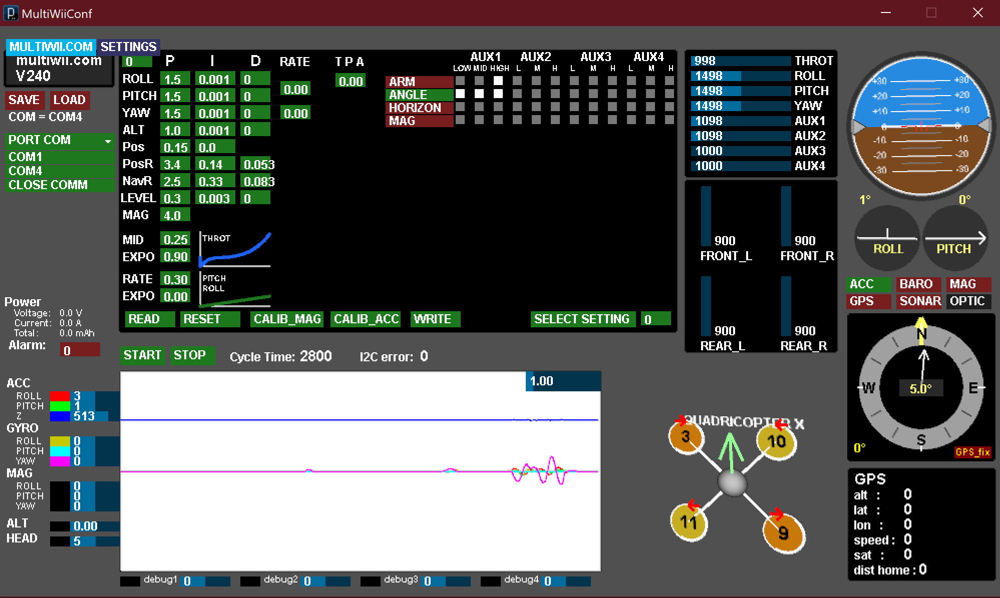 MultiWiiConf
MULTIWII.COM SETTINGS
multiwii.com
V240
SAVE LOAD
COM = COM4
PORT COM
COM1
COM4
CLOSE COMM
Power
Voltage: 0.0 V
Current: 0.0 A
Total: 0.0 mAh
Alarm: 0
0 P I D RATE T P A
ROLL 1.5 0.001 0 0.00
PITCH 1.5 0.001 0 0.00
YAW 1.5 0.001 0 0.00
ALT 1.0 0.001 0
Pos 0.15 0.0
PosR 3.4 0.14 0.053
NavR 2.5 0.33 0.083
LEVEL 0.3 0.003 0
MAG 4.0
MID 0.25
EXPO 0.90
THROT
RATE 0.30
EXPO 0.00
PITCH
ROLL
AUX1 AUX2 AUX3 AUX4
LOW MID HIGH L M H L M H L M H
ARM
ANGLE
HORIZON
MAG
READ RESET CALIB_MAG CALIB_ACC WRITE SELECT SETTING 0
998 THROT
1498 ROLL
1498 PITCH
1498 YAW
1098 AUX1
1098 AUX2
1000 AUX3
1000 AUX4
900 900
FRONT_L FRONT_R
900 900
REAR_L REAR_R
+30 +30
+20 +20
+10 +10
0 0
-10 -10
-20 -20
-30 -30
1° 0°
ROLL PITCH
ACC BARO MAG
GPS SONAR OPTIC
N
W 5.0° E
S
0° GPS_fix
START STOP Cycle Time: 2800 I2C error: 0
1.00
ACC
ROLL 3
PITCH 1
Z 513
GYRO
ROLL 0
PITCH 0
YAW 0
MAG
ROLL 0
PITCH 0
YAW 0
ALT 0.00
HEAD 5
debug1 0 debug2 0 debug3 0 debug4 0
QUADRICOPTER X
3 10
11 9
GPS
alt : 0
lat : 0
lon : 0
speed : 0
sat : 0
dist home : 0